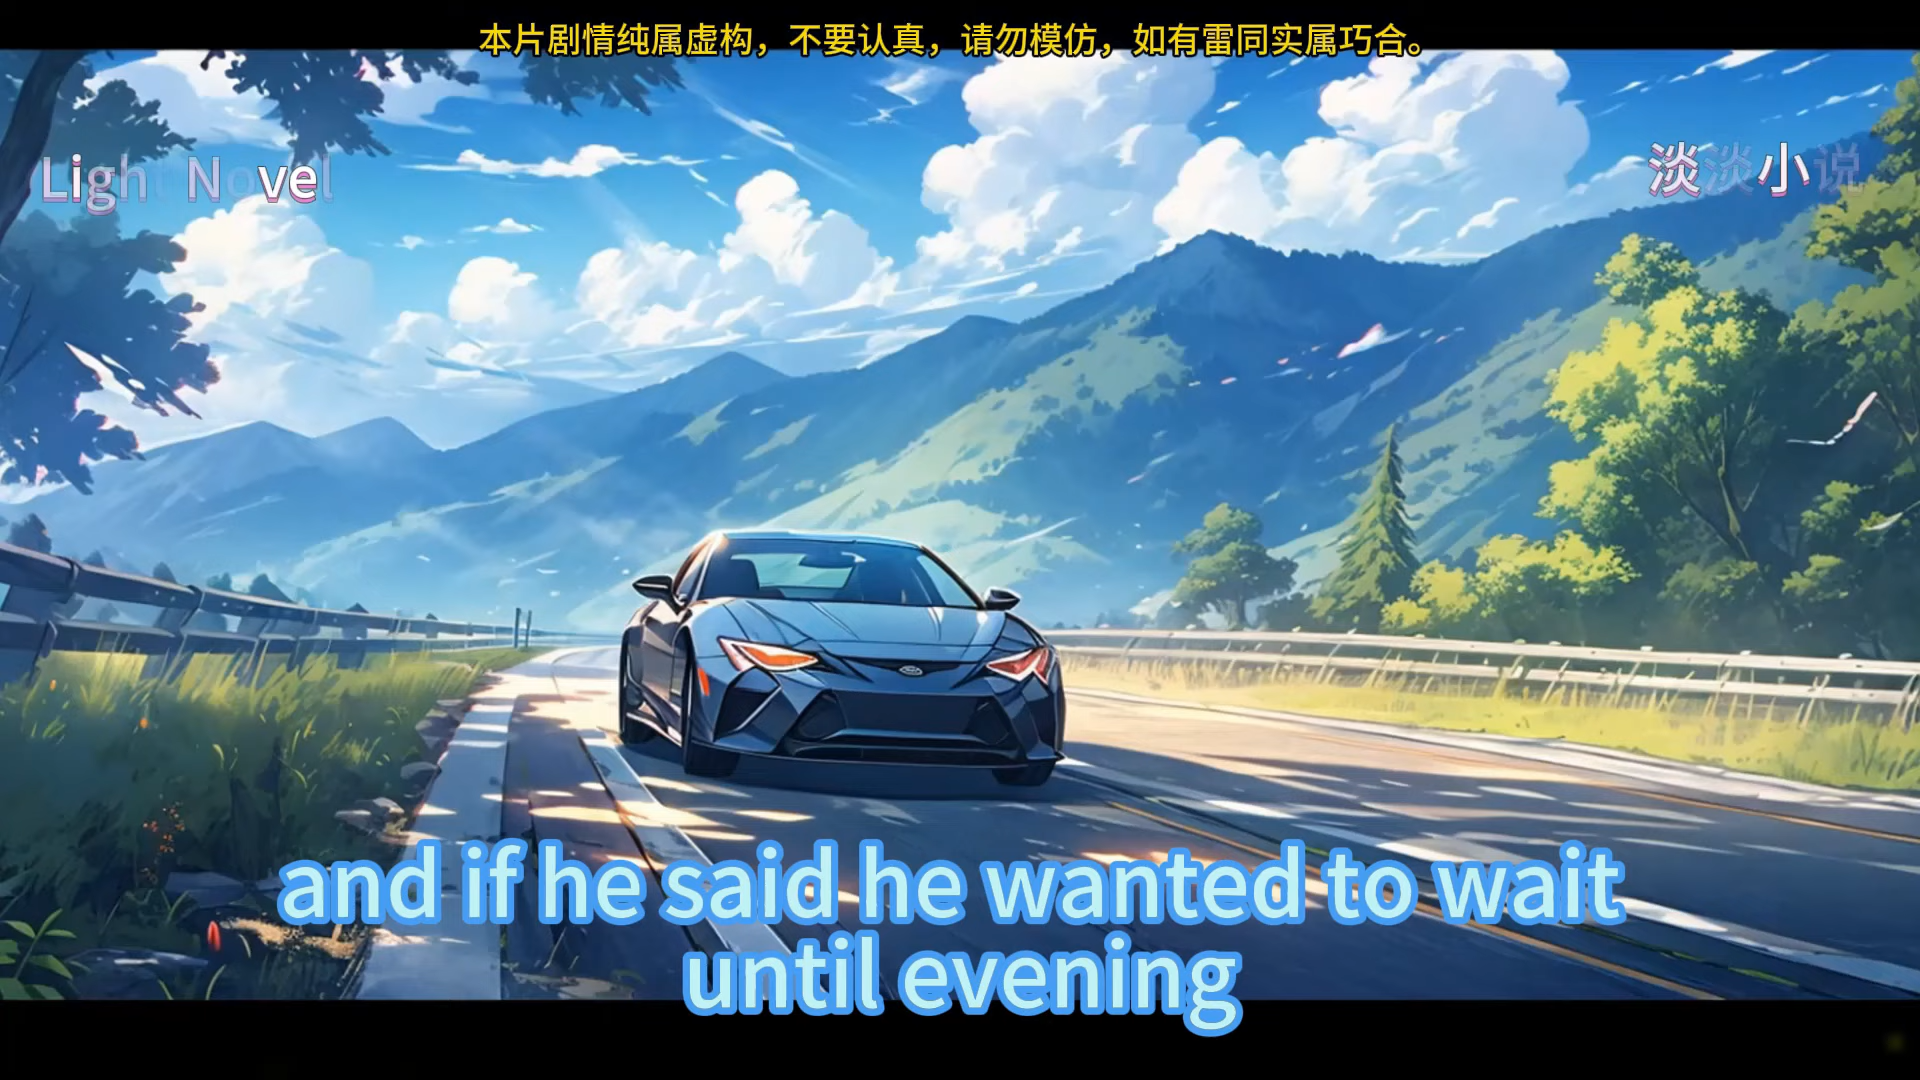 本片剧情纯属虚构，不要认真，请勿模仿，如有雷同实属巧合。
Light Novel
淡淡小说
and if he said he wanted to wait
until evening